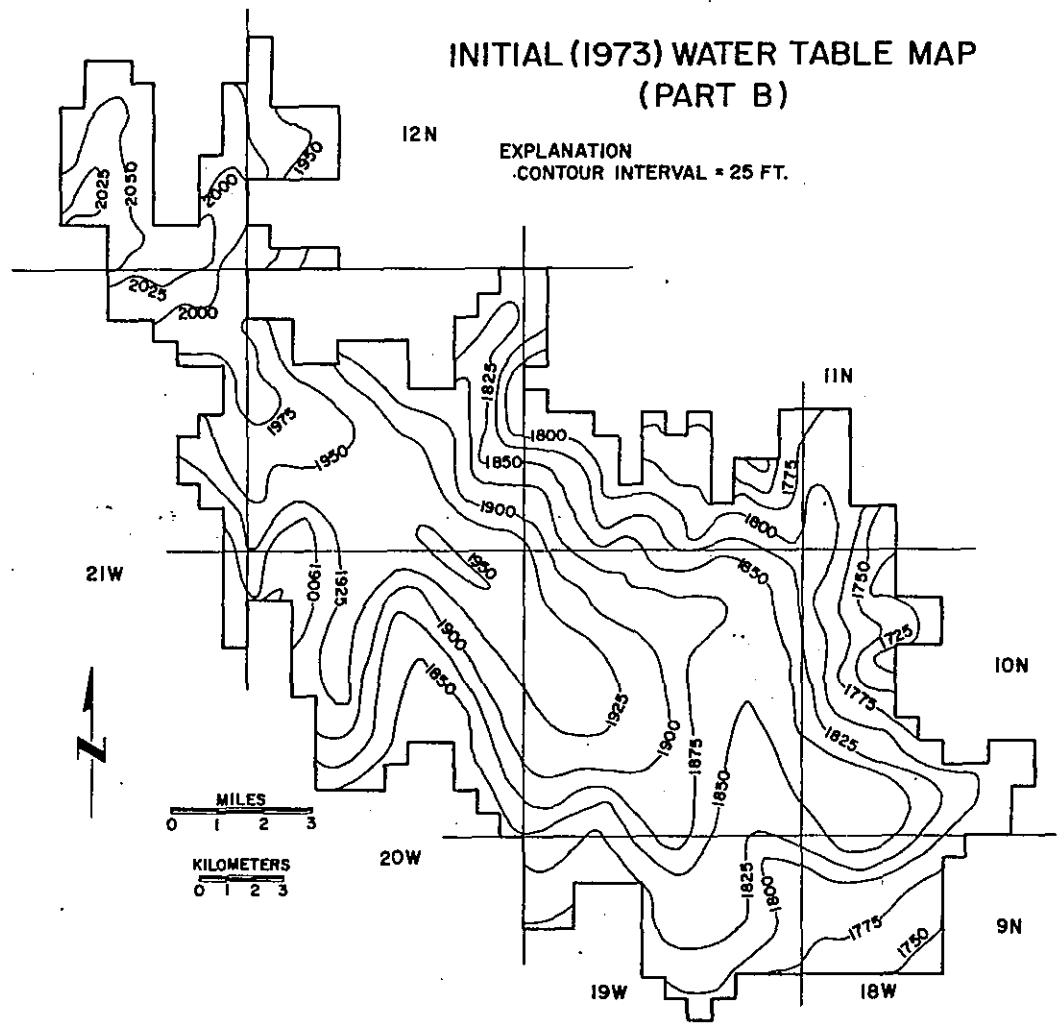 INITIAL (1973) WATER TABLE MAP
(PART B)
12N
EXPLANATION
CONTOUR INTERVAL = 25 FT.
1950
2025
2050
2000
2025
2000
1825
11N
1975
1800
1775
1950
1850
1900
1800
21W
1900
1925
1950
1850
1750
1900
1725
10N
1850
1775
1925
1900
1875
1825
N
1850
MILES
0 1 2 3
20W
KILOMETERS
0 1 2 3
1825
1800
1775
9N
1750
19W
18W